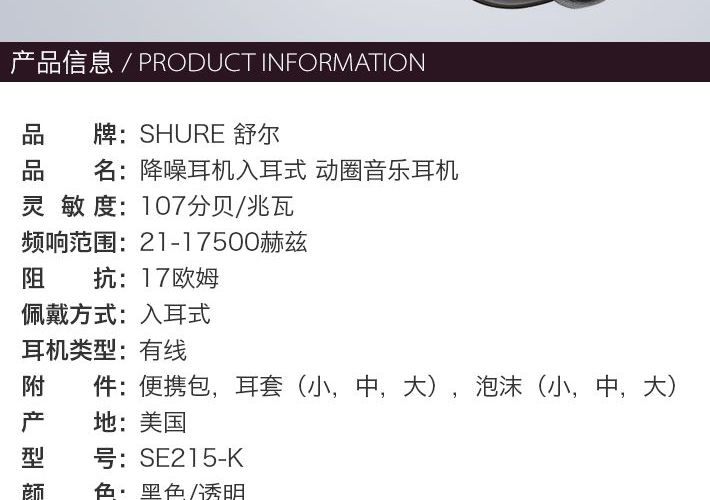 产品信息 / PRODUCT INFORMATION
品 牌：SHURE 舒尔
品 名：降噪耳机入耳式 动圈音乐耳机
灵 敏 度：107分贝/兆瓦
频响范围：21-17500赫兹
阻 抗：17欧姆
佩戴方式：入耳式
耳机类型：有线
附 件：便携包，耳套（小，中，大），泡沫（小，中，大）
产 地：美国
型 号：SE215-K
颜 色：黑色/透明